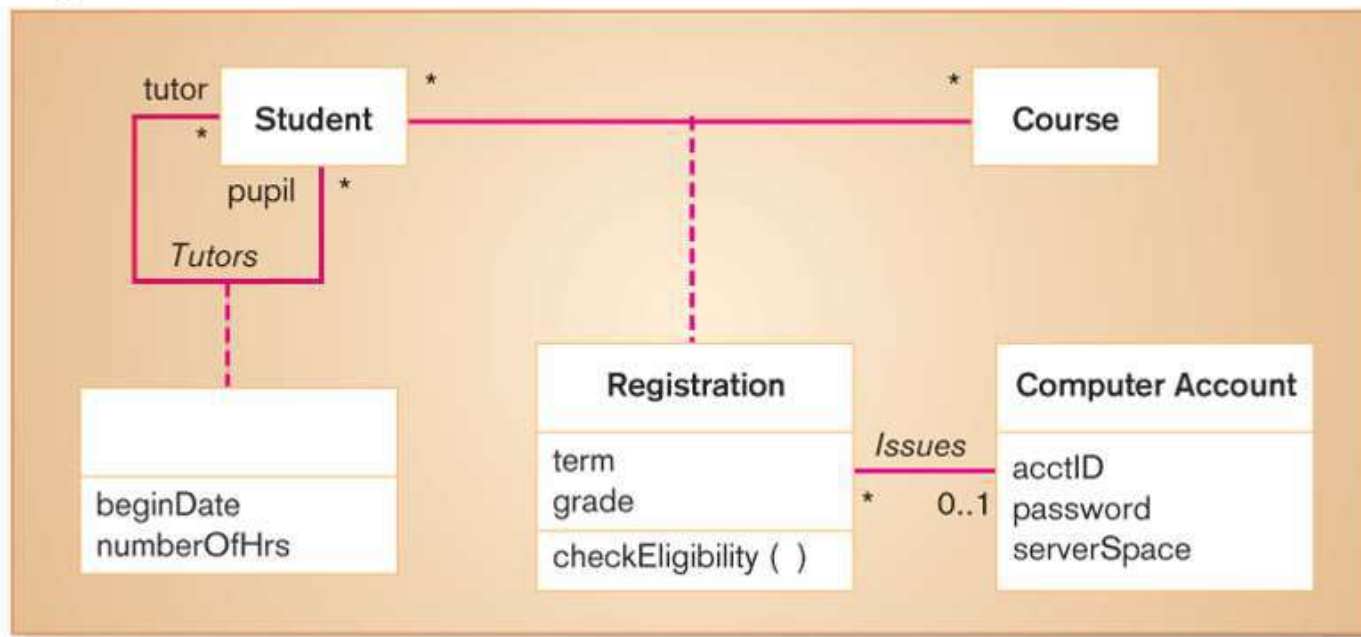 tutor
*
Student
*
*
Course
pupil
*
Tutors
beginDate
numberOfHrs
Registration
term
grade
checkEligibility ( )
Issues
*
0..1
Computer Account
acctID
password
serverSpace